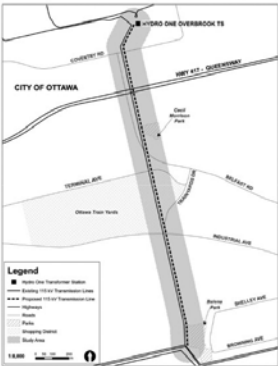 HYDRO ONE OVERBROOK TS
COVENTRY RD
HWY 417 - QUEENSWAY
CITY OF OTTAWA
Park
TERMINAL AVE
BELFAST RD
Ottawa Train Yards
INDUSTRIAL AVE
Legend
Hydro One Transformer Station
Existing 115 kV Transmission Lines
Proposed 115 kV Transmission Line
Highways
Roads
Parks
Shopping District
Study Area
SHELLEY AVE
Park
BROWNING AVE